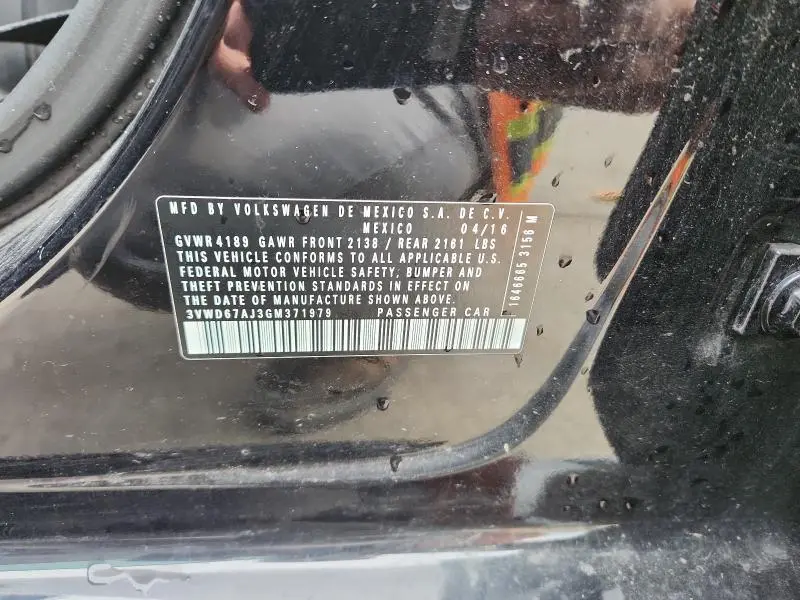 MFD BY VOLKSWAGEN DE MEXICO S.A. DE C.V.
MEXICO 04/16
GVWR 4189 GAWR FRONT 2138 / REAR 2161 LBS
THIS VEHICLE CONFORMS TO ALL APPLICABLE U.S.
FEDERAL MOTOR VEHICLE SAFETY, BUMPER AND
THEFT PREVENTION STANDARDS IN EFFECT ON
THE DATE OF MANUFACTURE SHOWN ABOVE.
3VWD67AJ3GM371979 PASSENGER CAR
1646665 3156 M